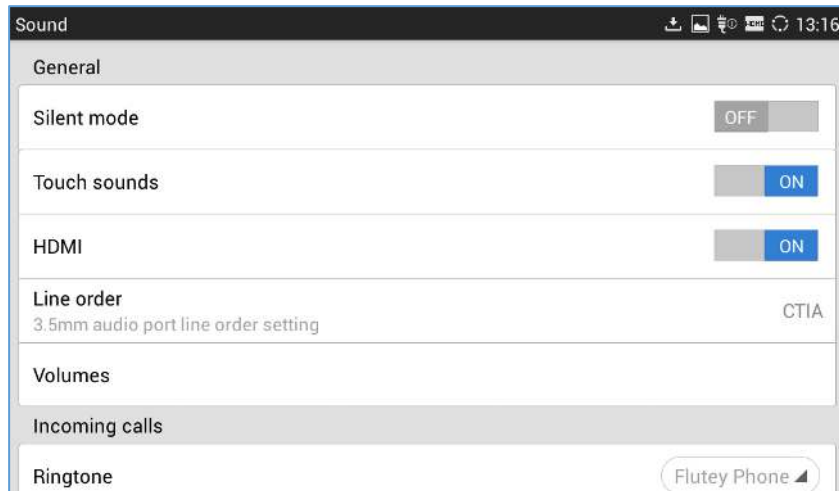 Sound
13:16
General
Silent mode
OFF
Touch sounds
ON
HDMI
ON
Line order
3.5mm audio port line order setting
CTIA
Volumes
Incoming calls
Ringtone
Flutey Phone